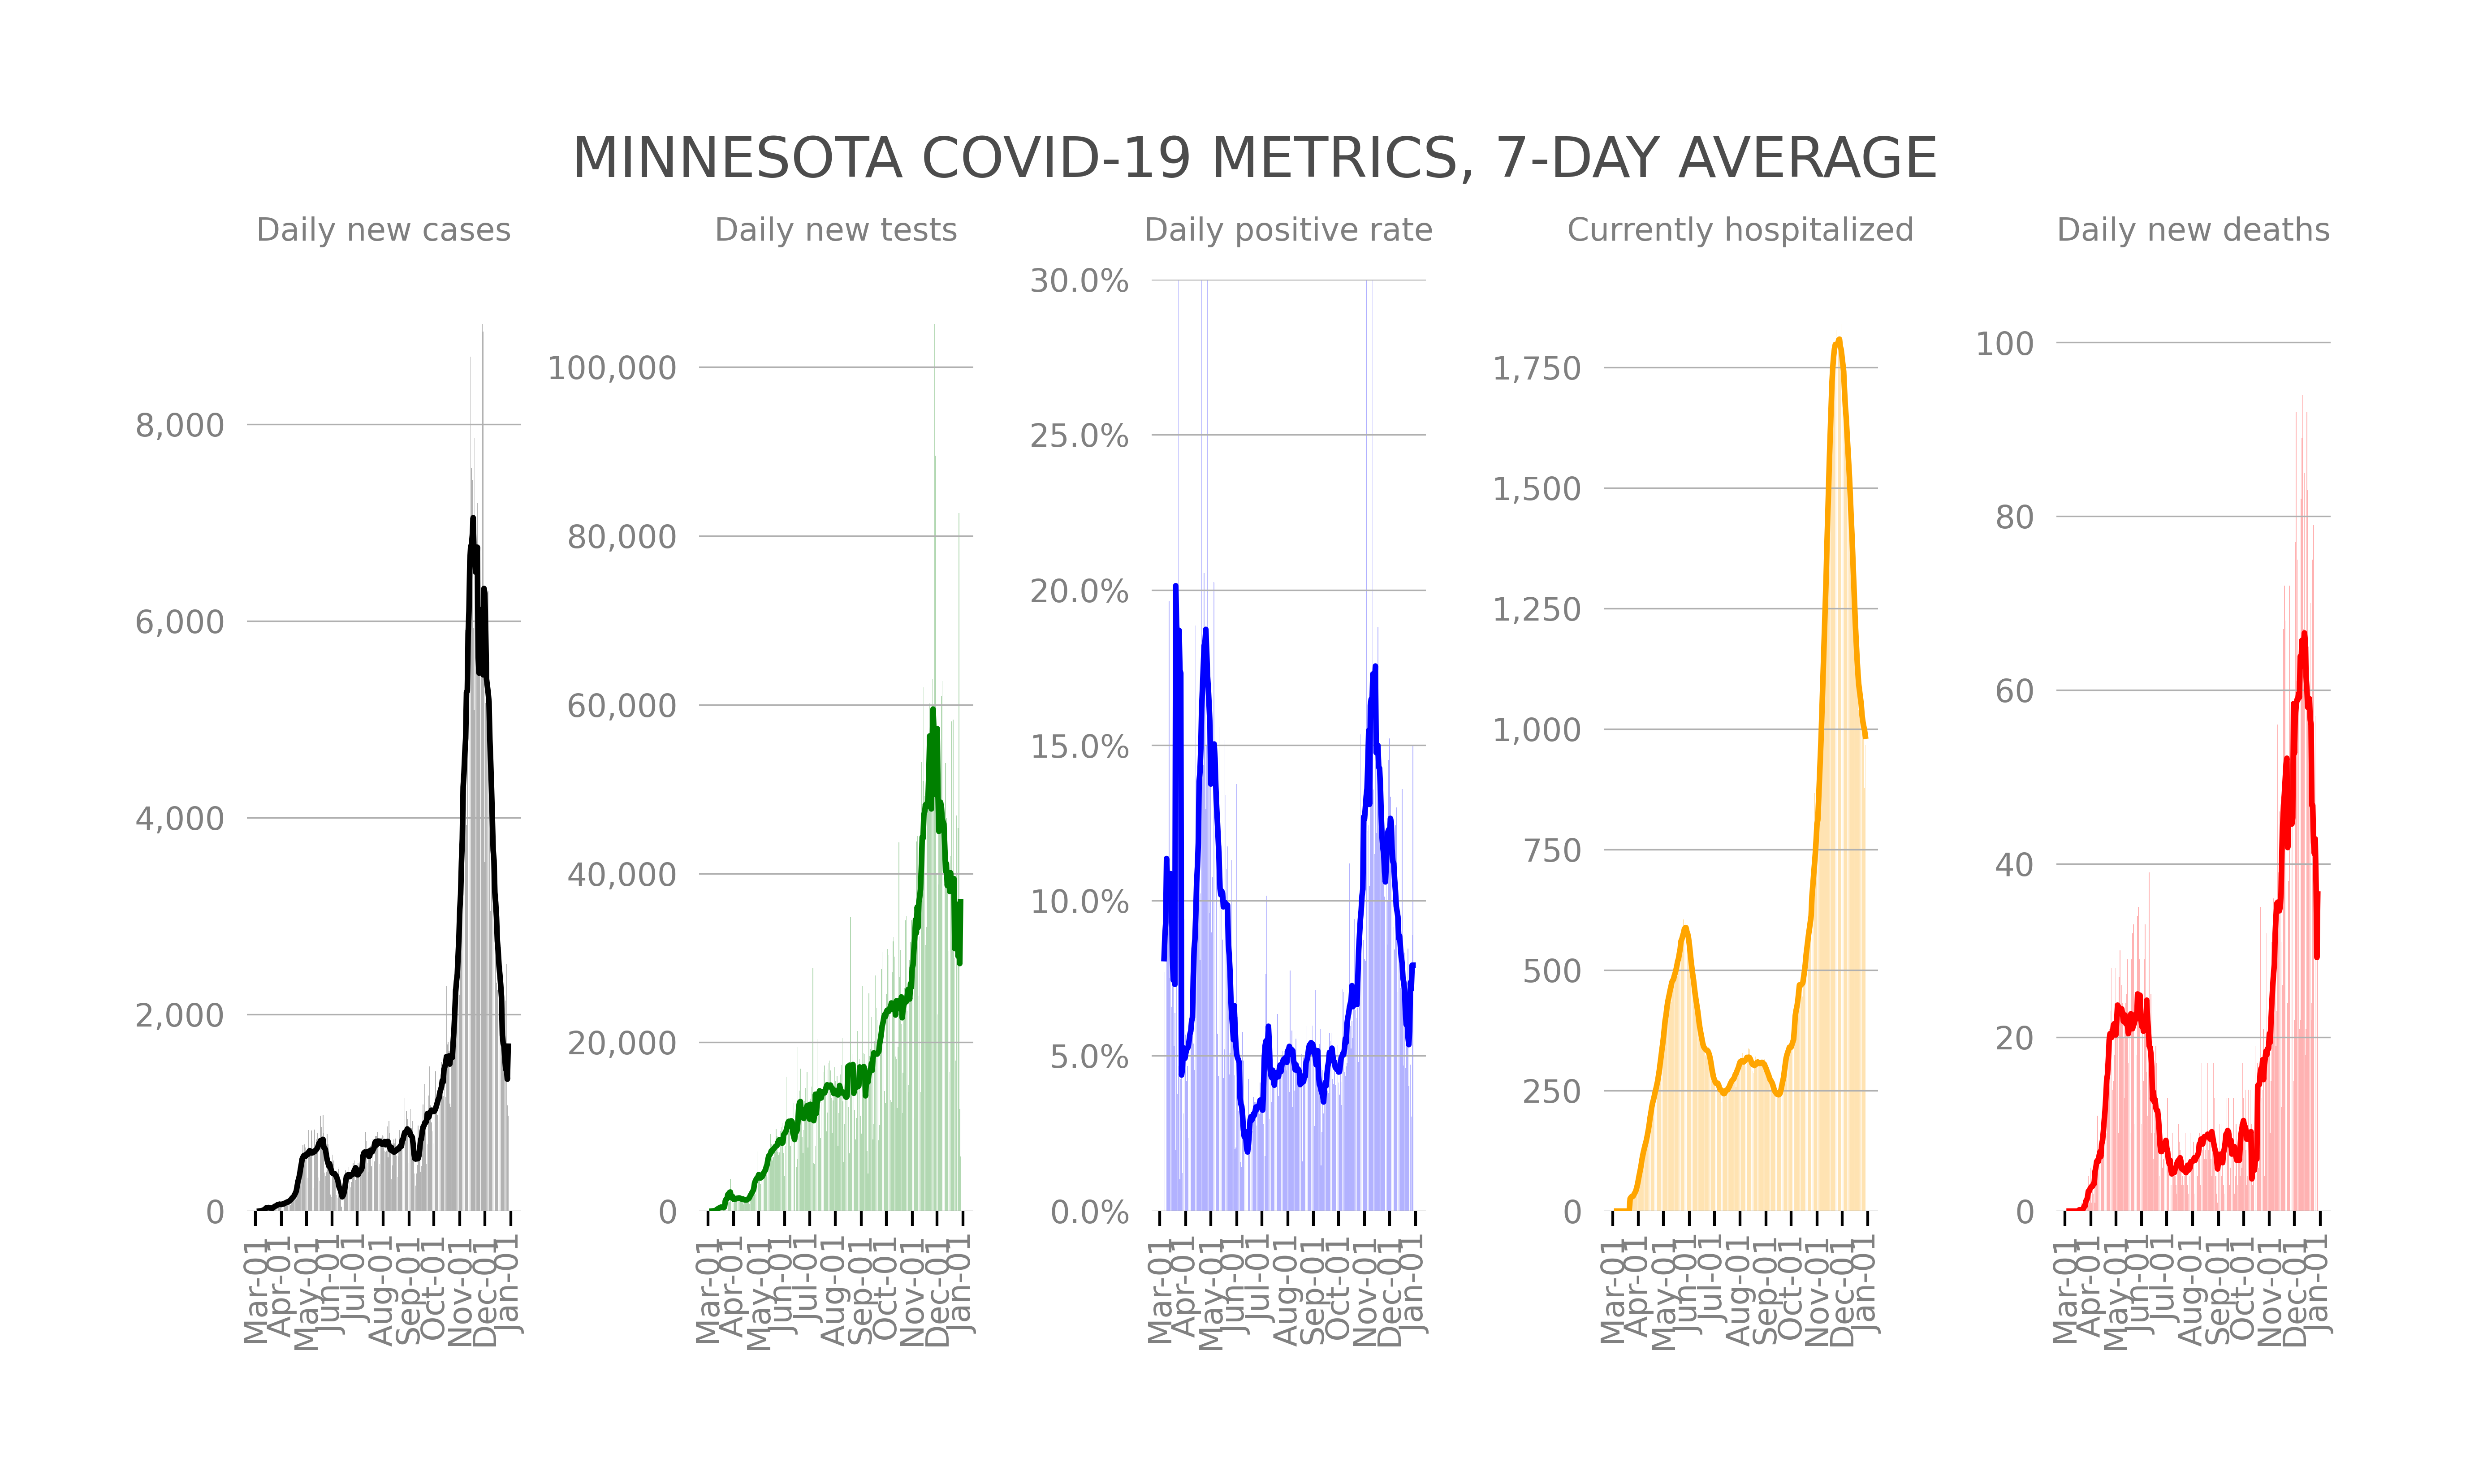 MINNESOTA COVID-19 METRICS, 7-DAY AVERAGE
Daily new cases
8,000
6,000
4,000
2,000
0
Mar-01
Apr-01
May-01
Jun-01
Jul-01
Aug-01
Sep-01
Oct-01
Nov-01
Dec-01
Jan-01
Daily new tests
100,000
80,000
60,000
40,000
20,000
0
Mar-01
Apr-01
May-01
Jun-01
Jul-01
Aug-01
Sep-01
Oct-01
Nov-01
Dec-01
Jan-01
Daily positive rate
30.0%
25.0%
20.0%
15.0%
10.0%
5.0%
0.0%
Mar-01
Apr-01
May-01
Jun-01
Jul-01
Aug-01
Sep-01
Oct-01
Nov-01
Dec-01
Jan-01
Currently hospitalized
1,750
1,500
1,250
1,000
750
500
250
0
Mar-01
Apr-01
May-01
Jun-01
Jul-01
Aug-01
Sep-01
Oct-01
Nov-01
Dec-01
Jan-01
Daily new deaths
100
80
60
40
20
0
Mar-01
Apr-01
May-01
Jun-01
Jul-01
Aug-01
Sep-01
Oct-01
Nov-01
Dec-01
Jan-01